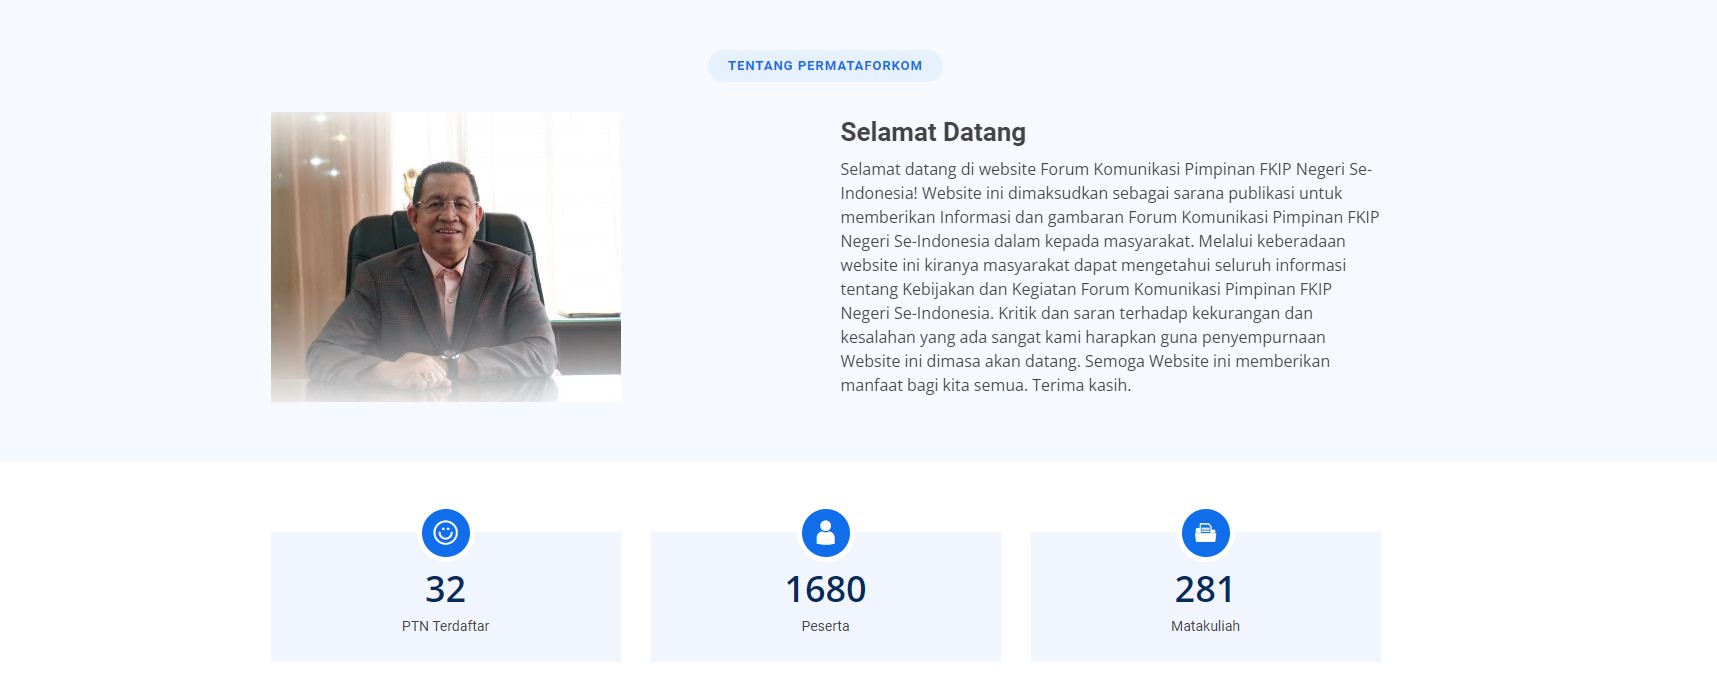 TENTANG PERMATAFORKOM
Selamat Datang
Selamat datang di website Forum Komunikasi Pimpinan FKIP Negeri Se-
Indonesia! Website ini dimaksudkan sebagai sarana publikasi untuk
memberikan Informasi dan gambaran Forum Komunikasi Pimpinan FKIP
Negeri Se-Indonesia dalam kepada masyarakat. Melalui keberadaan
website ini kiranya masyarakat dapat mengetahui seluruh informasi
tentang Kebijakan dan Kegiatan Forum Komunikasi Pimpinan FKIP
Negeri Se-Indonesia. Kritik dan saran terhadap kekurangan dan
kesalahan yang ada sangat kami harapkan guna penyempurnaan
Website ini dimasa akan datang. Semoga Website ini memberikan
manfaat bagi kita semua. Terima kasih.
32
PTN Terdaftar
1680
Peserta
281
Matakuliah